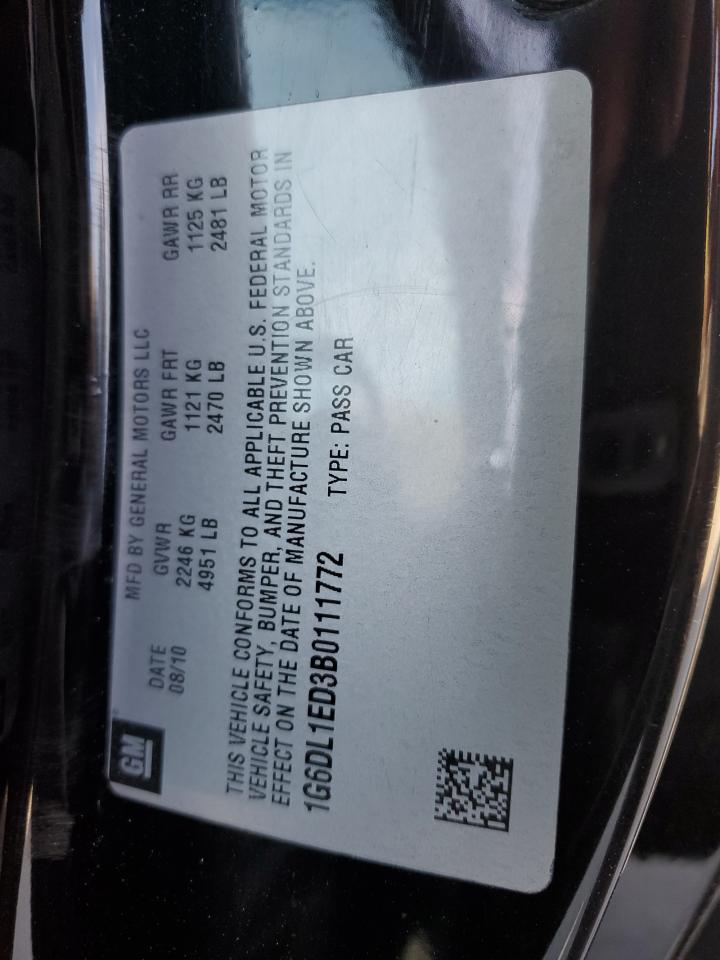 GM
MFD BY GENERAL MOTORS LLC
DATE GVWR GAWR FRT GAWR RR
08/10 2246 KG 1121 KG 1125 KG
4951 LB 2470 LB 2481 LB
THIS VEHICLE CONFORMS TO ALL APPLICABLE U.S. FEDERAL MOTOR
VEHICLE SAFETY, BUMPER, AND THEFT PREVENTION STANDARDS IN
EFFECT ON THE DATE OF MANUFACTURE SHOWN ABOVE.
1G6DL1ED3B0111772 TYPE: PASS CAR